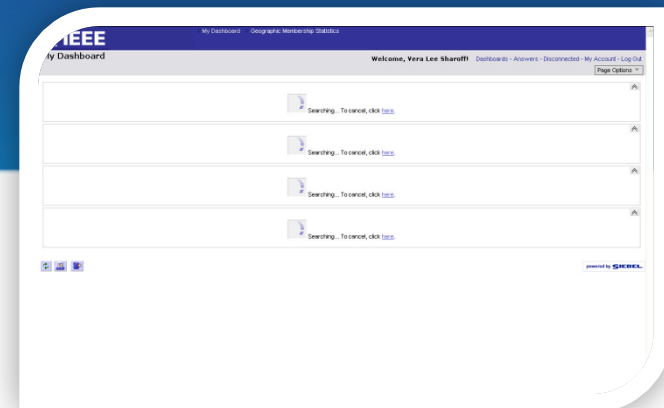 IEEE
My Dashboard Geographic Membership Statistics
My Dashboard
Welcome, Vera Lee Sharoff! Dashboards - Answers - Disconnected - My Account - Log Out
Page Options
Searching... To cancel, click here.
Searching... To cancel, click here.
Searching... To cancel, click here.
Searching... To cancel, click here.
powered by SIEBEL